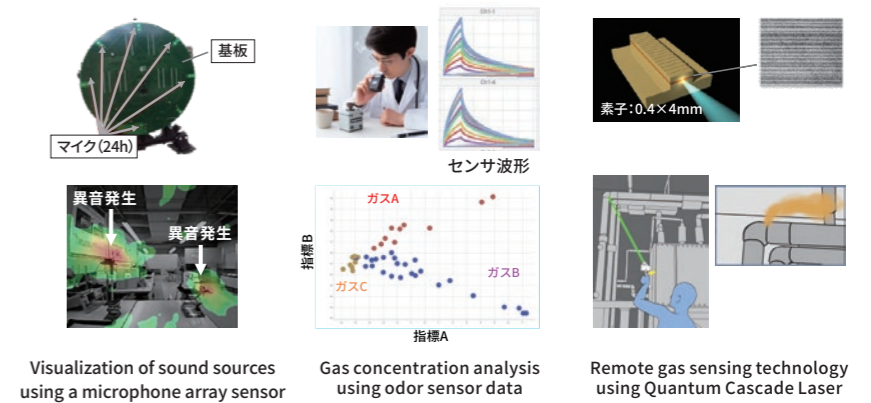 基板
マイク（24h）
異音発生
異音発生
Visualization of sound sources
using a microphone array sensor
センサ波形
ガスA
ガスB
ガスC
指標B
指標A
Gas concentration analysis
using odor sensor data
素子：0.4×4mm
Remote gas sensing technology
using Quantum Cascade Laser